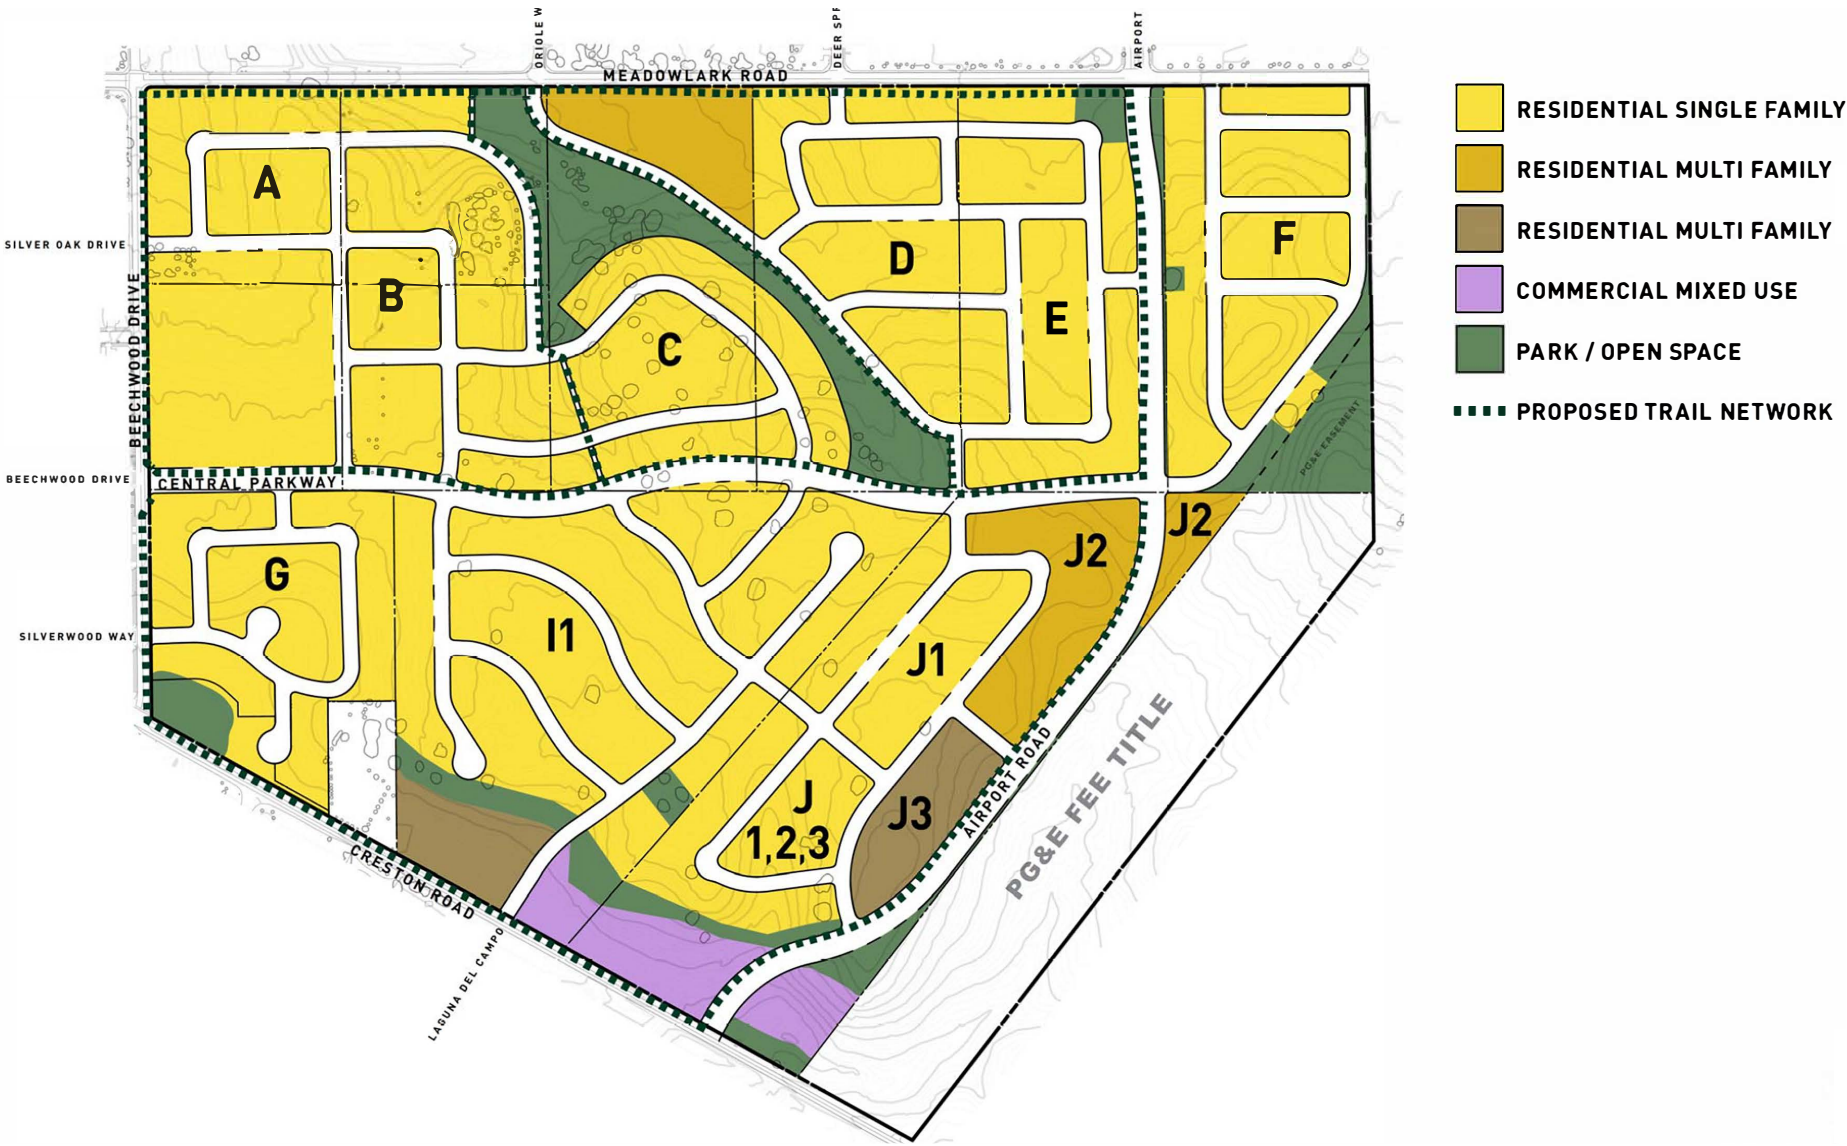 ORIOLE W
DEER SPR
AIRPORT
MEADOWLARK ROAD
RESIDENTIAL SINGLE FAMILY
RESIDENTIAL MULTI FAMILY
RESIDENTIAL MULTI FAMILY
COMMERCIAL MIXED USE
PARK / OPEN SPACE
PROPOSED TRAIL NETWORK
A
SILVER OAK DRIVE
F
D
B
E
C
BEECHWOOD DRIVE
PG&E EASEMENT
BEECHWOOD DRIVE
CENTRAL PARKWAY
J2
J2
G
I1
SILVERWOOD WAY
J1
J
1,2,3
J3
AIRPORT ROAD
PG&E FEE TITLE
CRESTON ROAD
LAGUNA DEL CAMPO